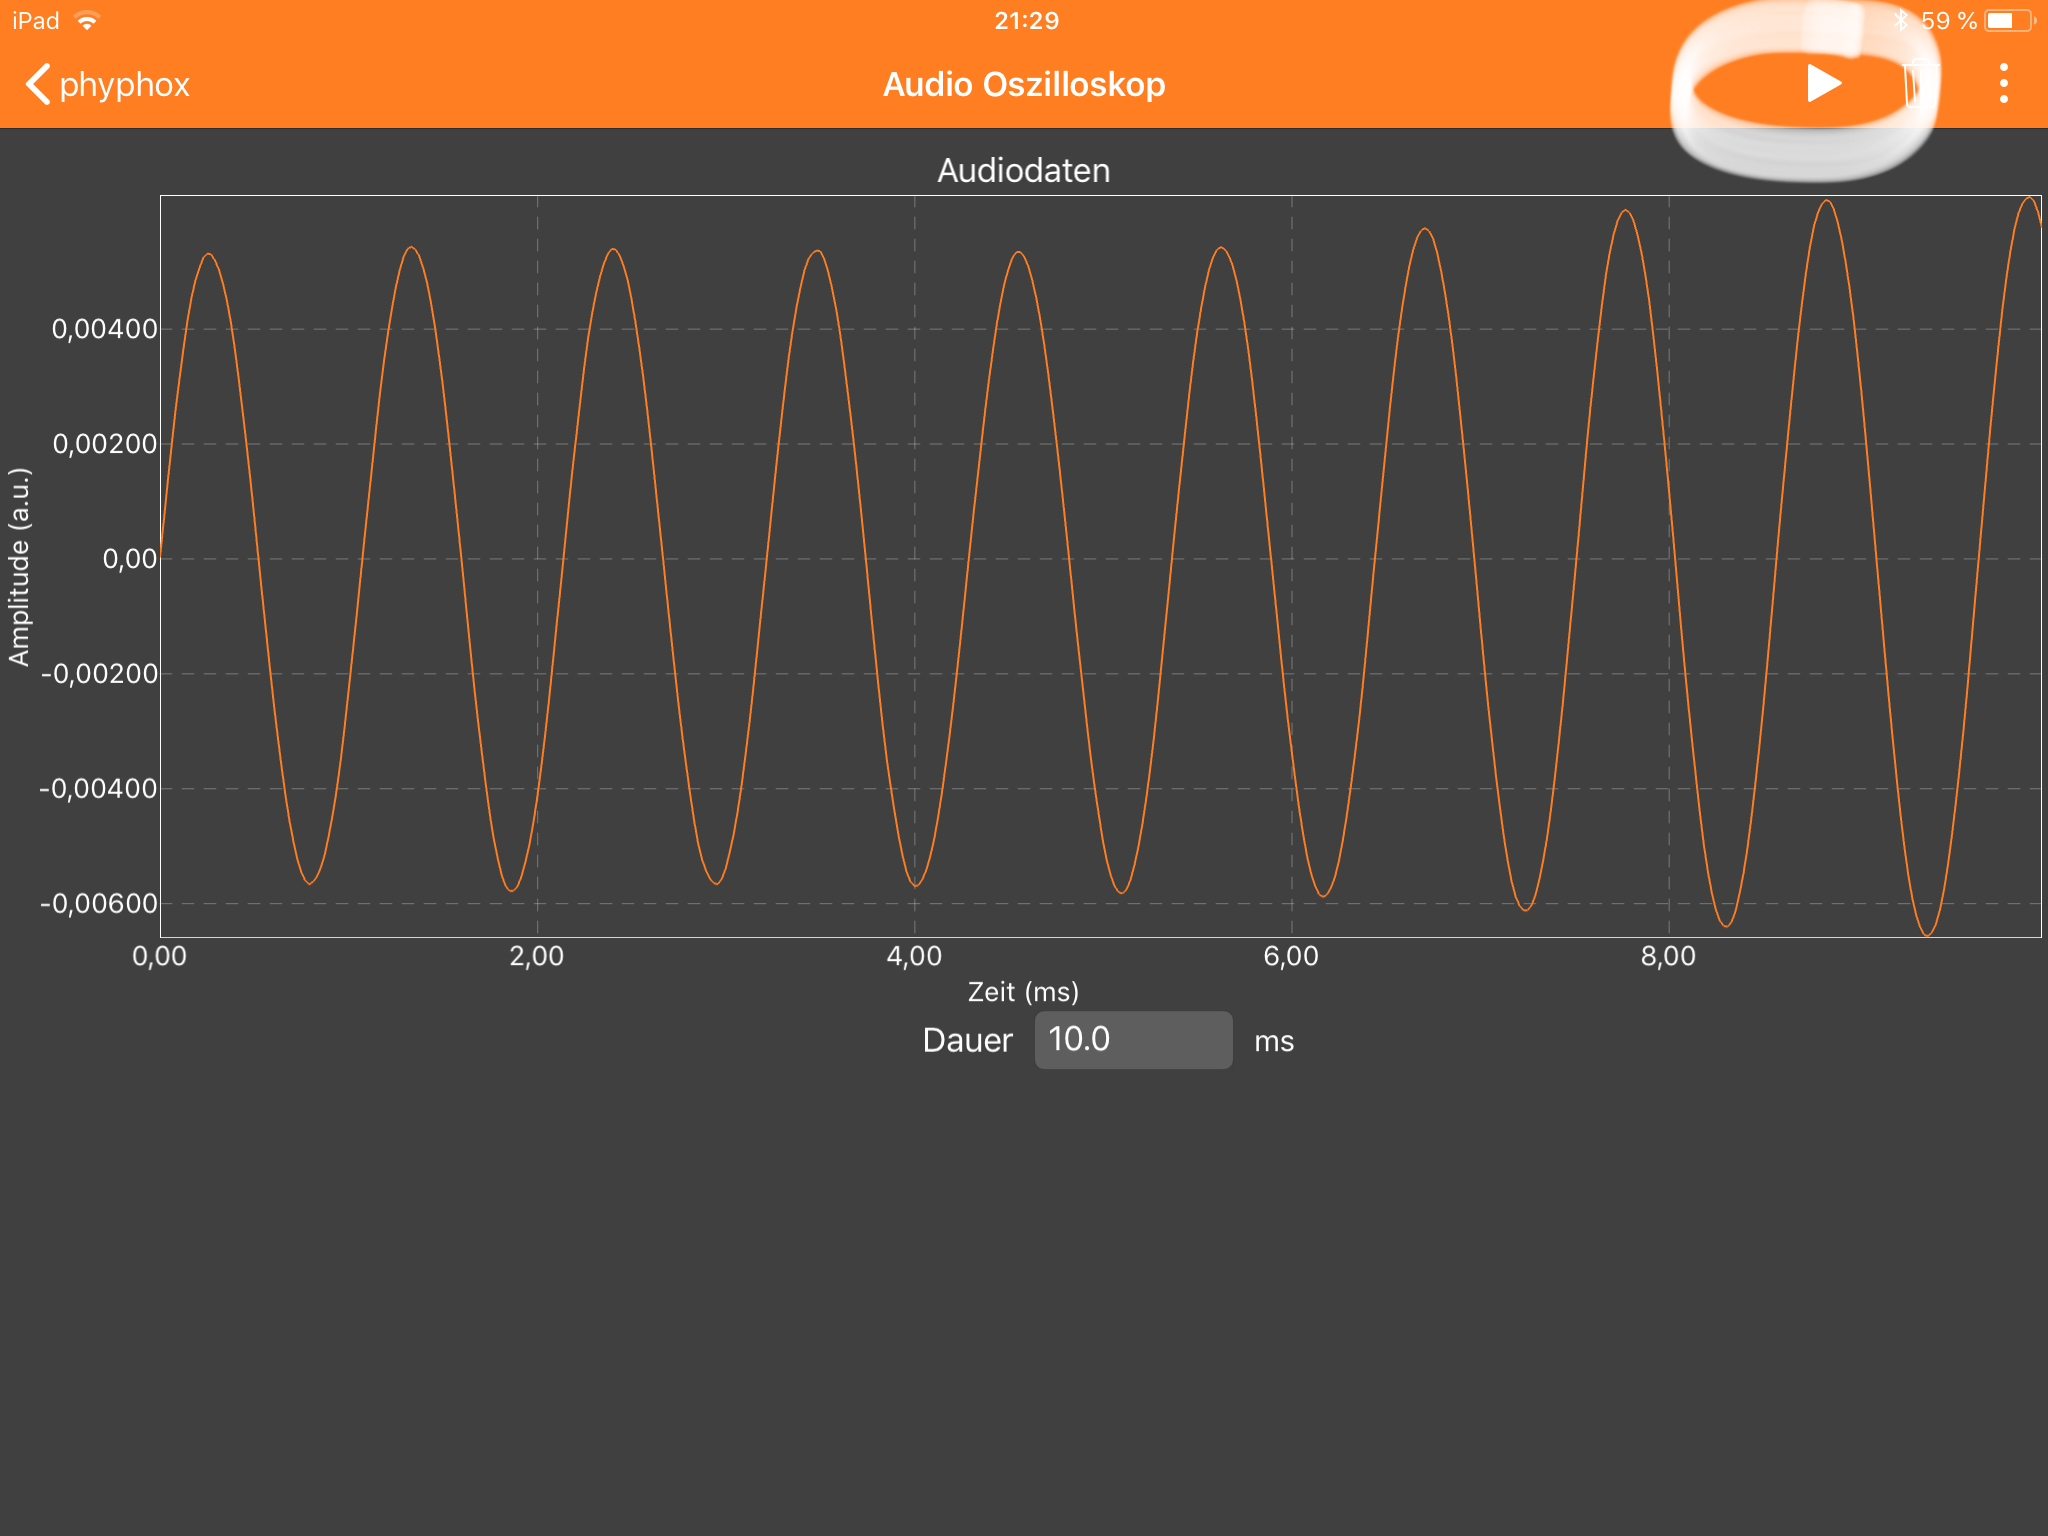 iPad 21:29 59 %
phyphox Audio Oszilloskop
Audiodaten
Amplitude (a.u.)
0,00400
0,00200
0,00
-0,00200
-0,00400
-0,00600
0,00 2,00 4,00 6,00 8,00
Zeit (ms)
Dauer 10.0 ms